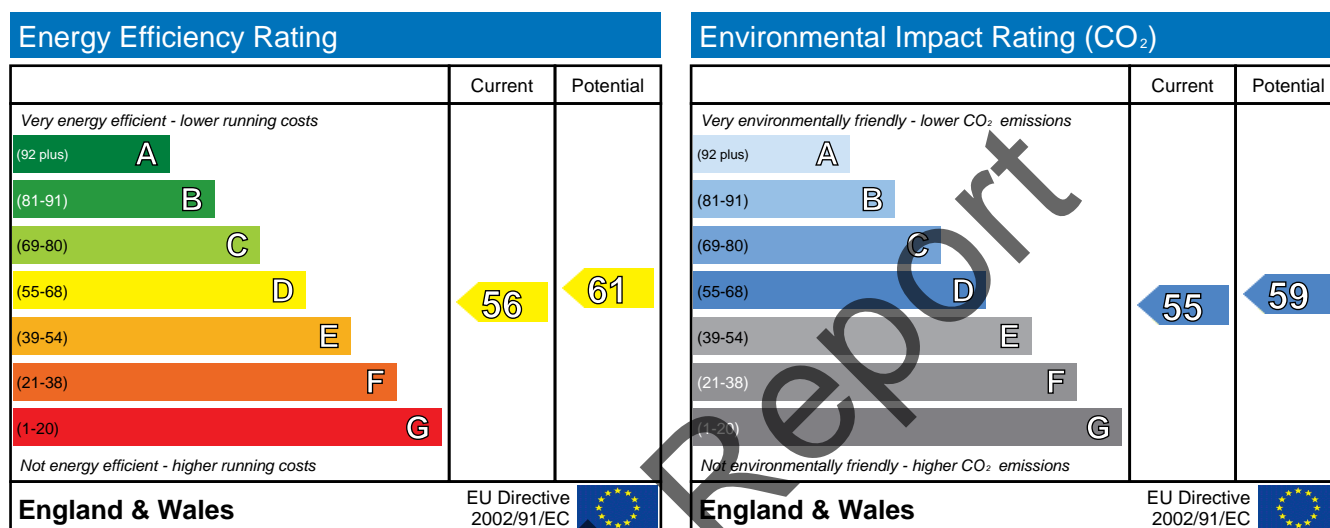 Energy Efficiency Rating
Current Potential
Very energy efficient - lower running costs
(92 plus) A
(81-91) B
(69-80) C
(55-68) D
(39-54) E
(21-38) F
(1-20) G
56
61
Not energy efficient - higher running costs
England & Wales
EU Directive
2002/91/EC
Environmental Impact Rating (CO₂)
Current Potential
Very environmentally friendly - lower CO₂ emissions
(92 plus) A
(81-91) B
(69-80) C
(55-68) D
(39-54) E
(21-38) F
(1-20) G
55
59
Not environmentally friendly - higher CO₂ emissions
England & Wales
EU Directive
2002/91/EC
Report